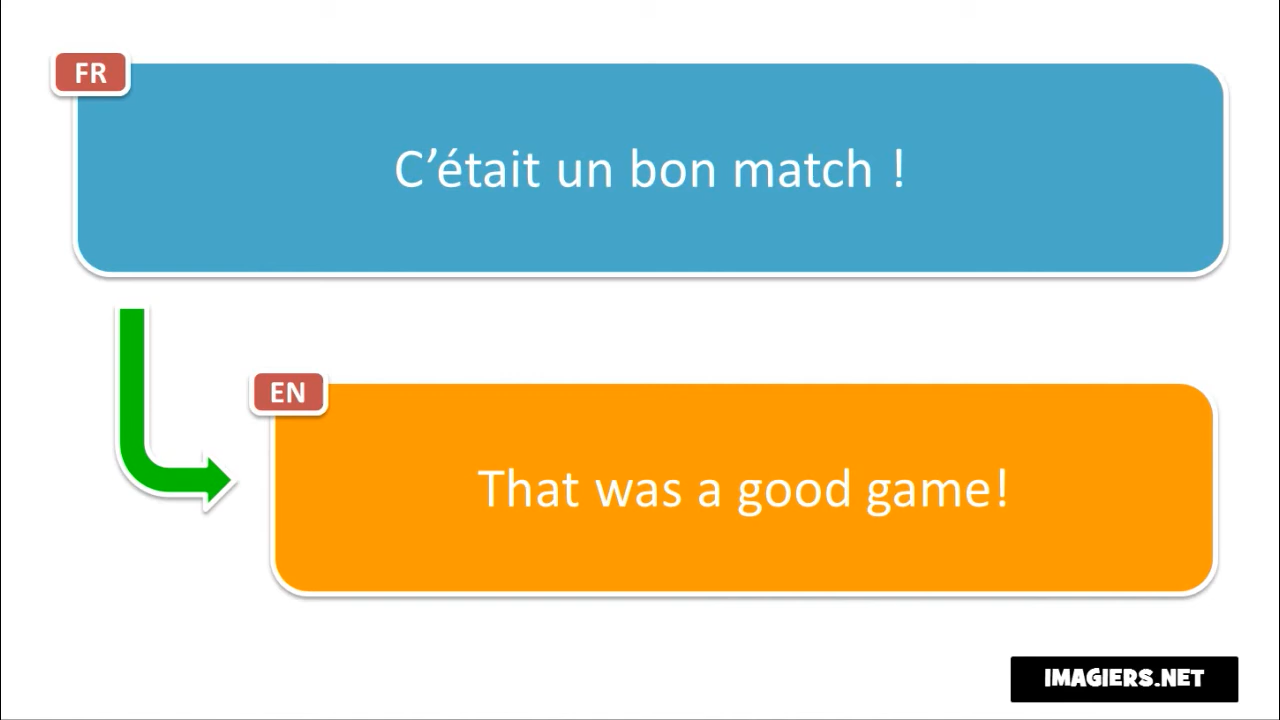 FR
C’était un bon match !
EN
That was a good game!
IMAGIERS.NET